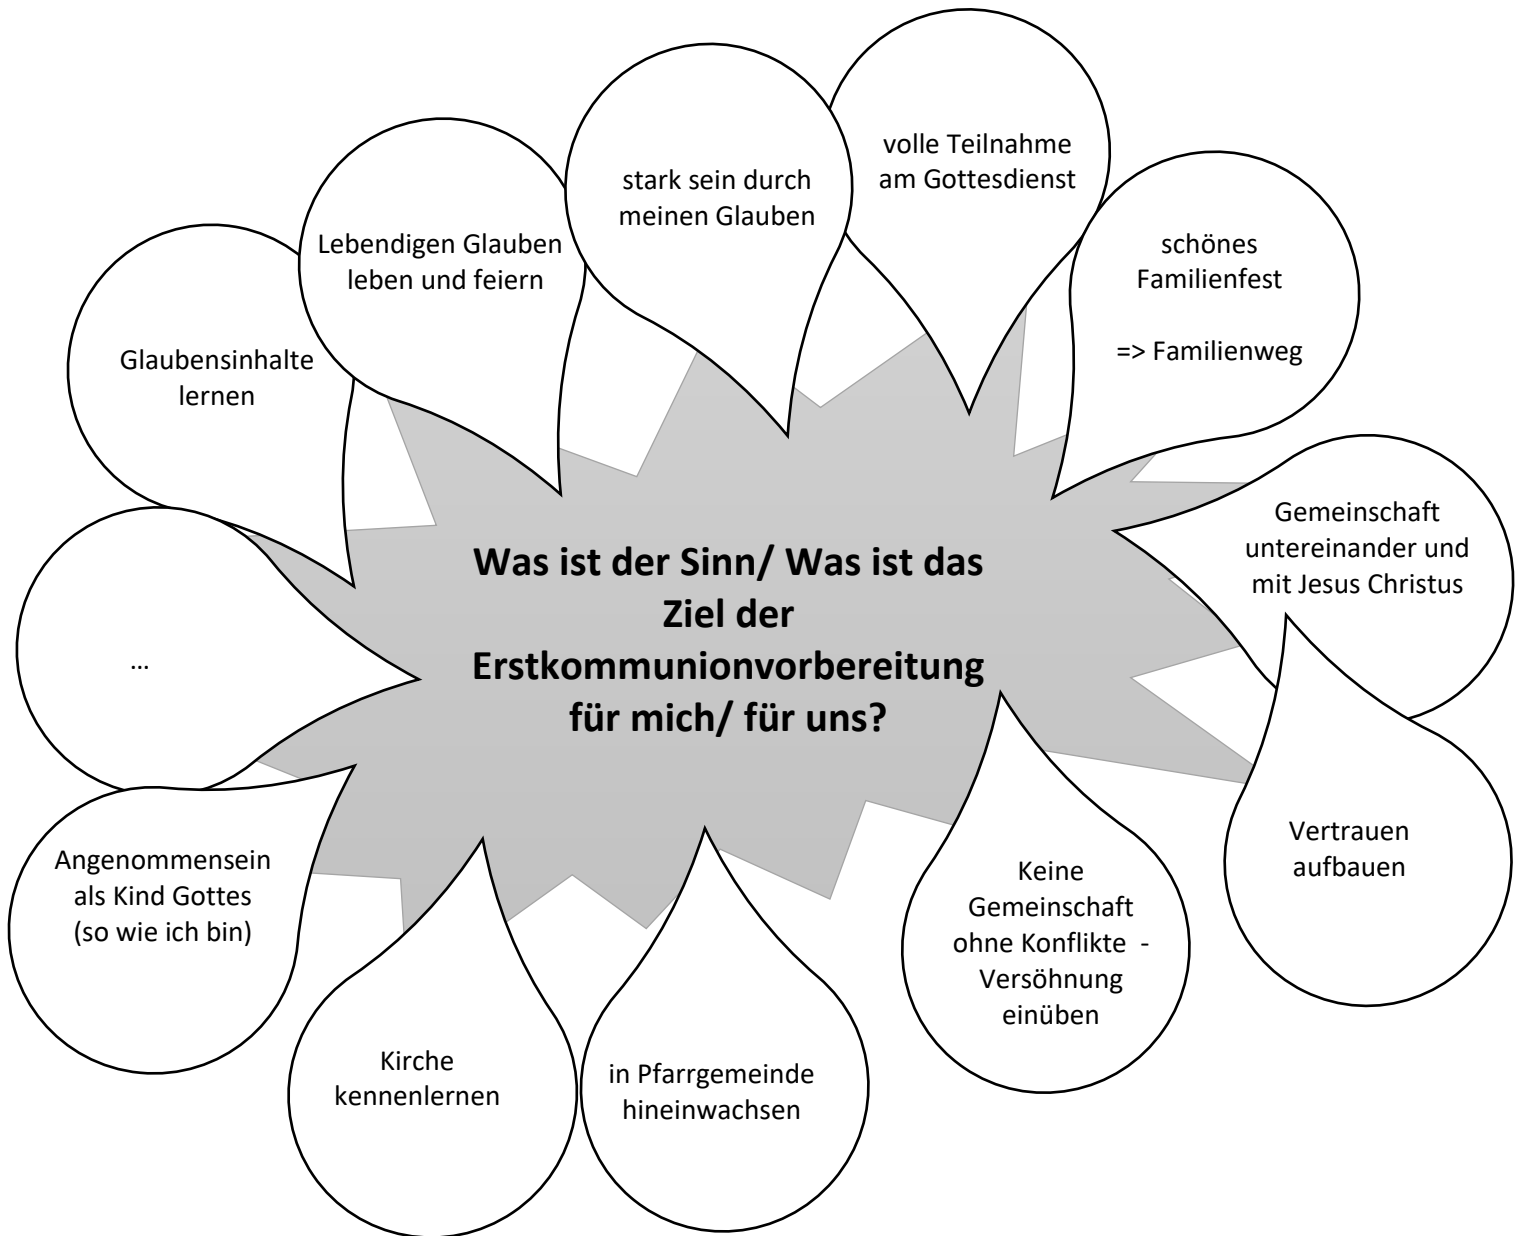 volle Teilnahme
am Gottesdienst
stark sein durch
meinen Glauben
Lebendigen Glauben
leben und feiern
schönes
Familienfest
=> Familienweg
Glaubensinhalte
lernen
Gemeinschaft
untereinander und
mit Jesus Christus
Was ist der Sinn/ Was ist das
Ziel der
Erstkommunionvorbereitung
für mich/ für uns?
...
Vertrauen
aufbauen
Angenommensein
als Kind Gottes
(so wie ich bin)
Keine
Gemeinschaft
ohne Konflikte -
Versöhnung
einüben
Kirche
kennenlernen
in Pfarrgemeinde
hineinwachsen